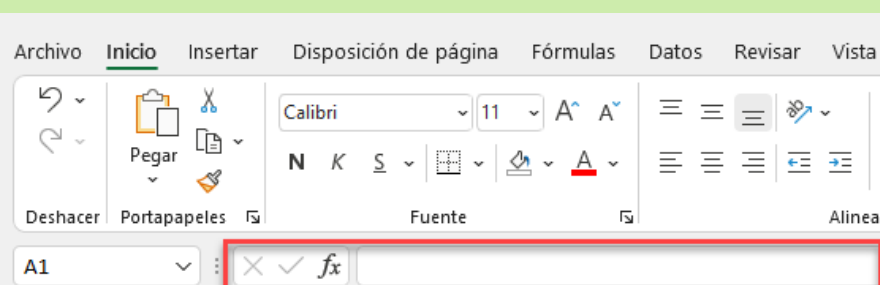 Archivo Inicio Insertar Disposición de página Fórmulas Datos Revisar Vista
Calibri 11 A A
Pegar
N K S A
Deshacer Portapapeles Fuente Alinea
A1 fx